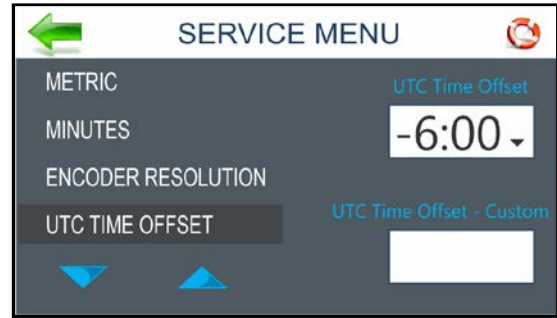 SERVICE MENU
METRIC
MINUTES
ENCODER RESOLUTION
UTC TIME OFFSET
UTC Time Offset
-6:00
UTC Time Offset - Custom